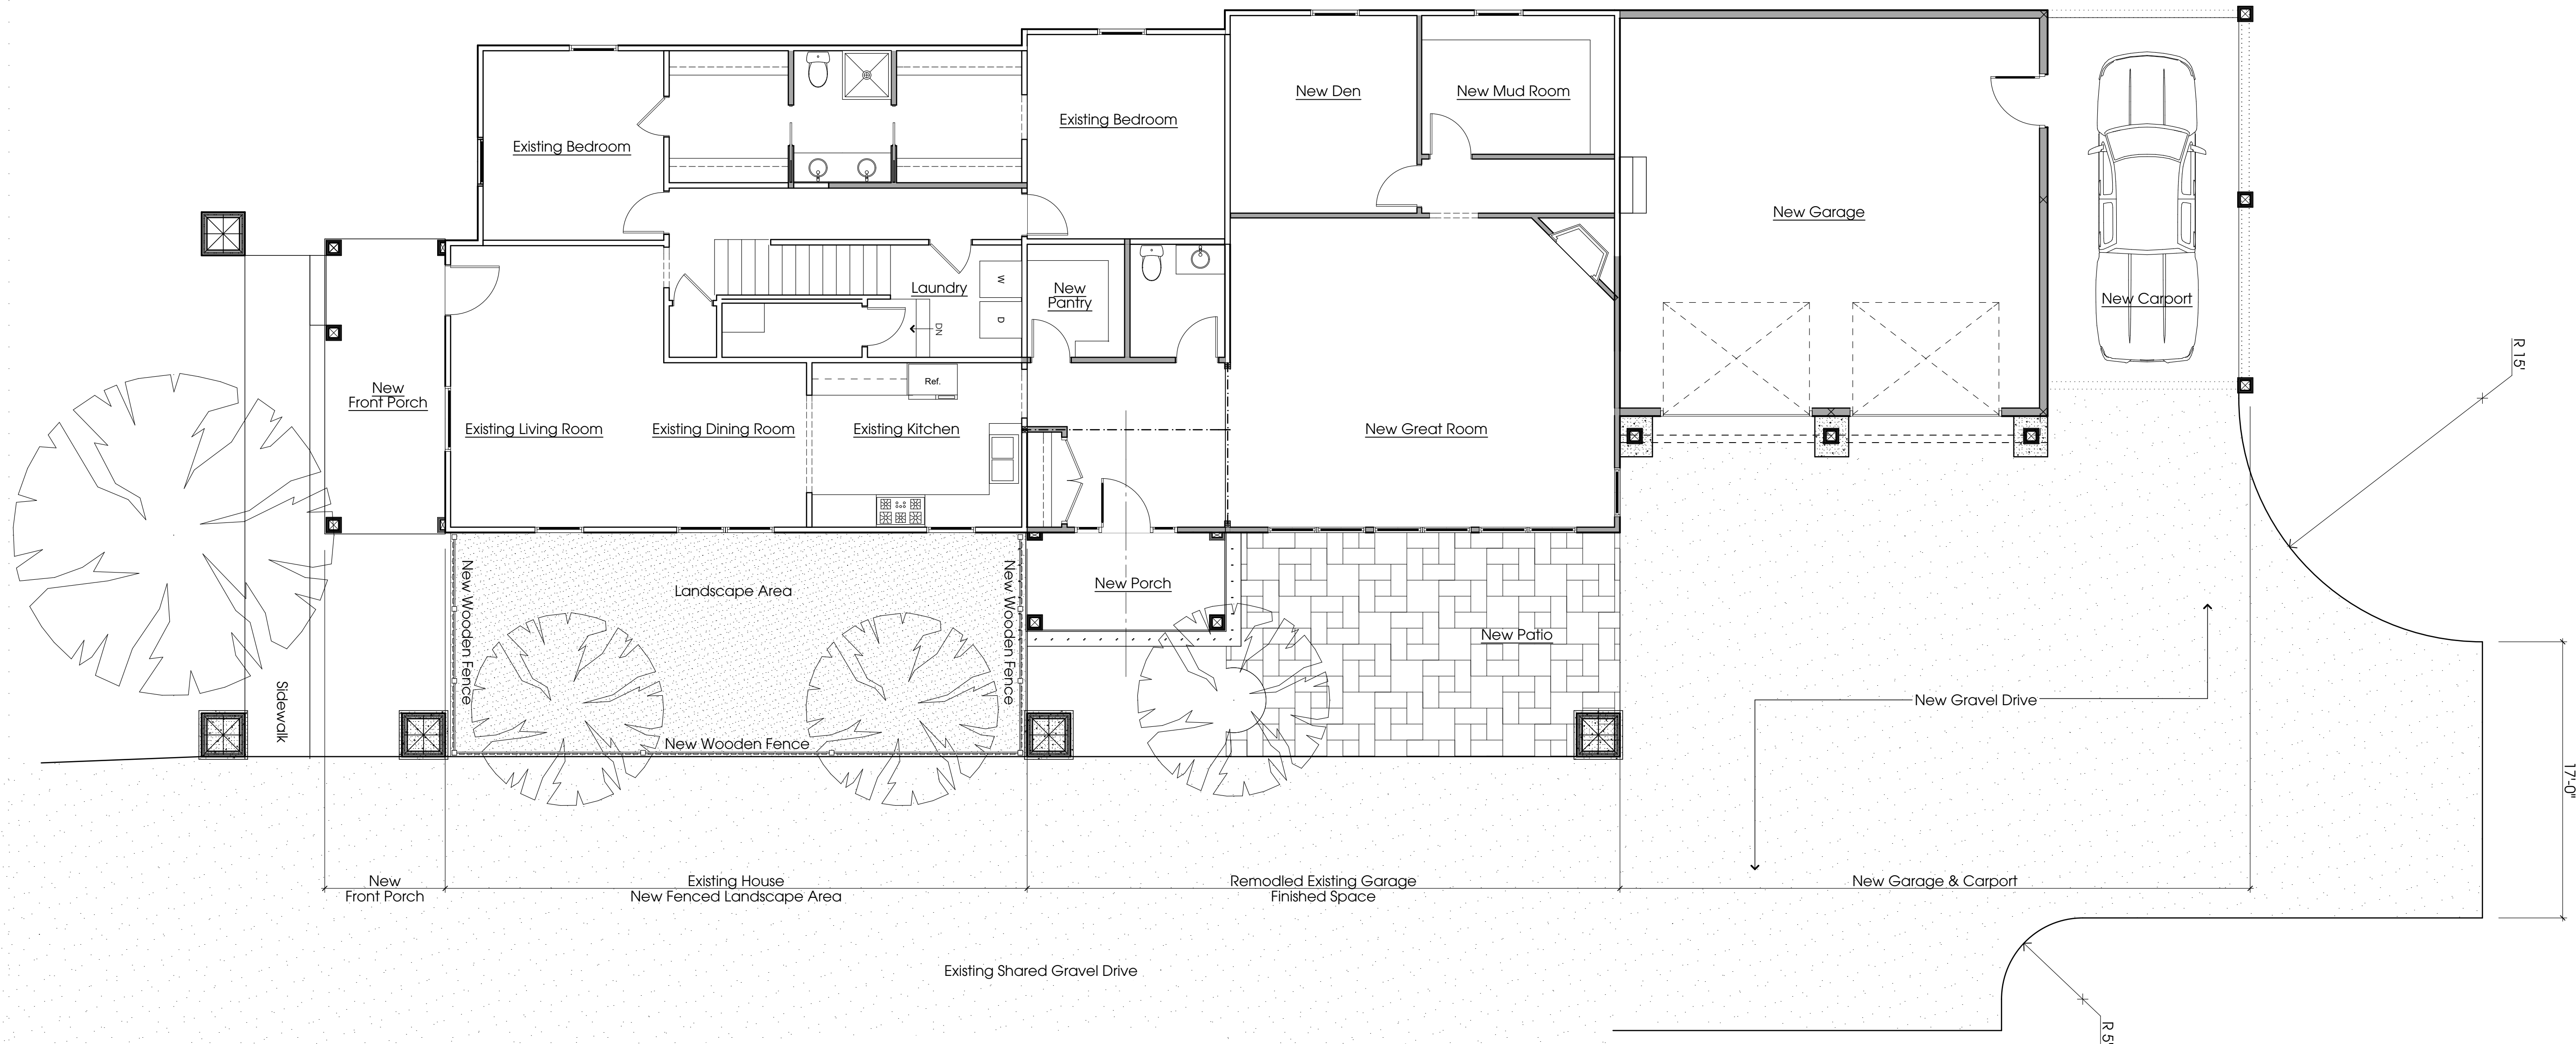 New Den
New Mud Room
Existing Bedroom
Existing Bedroom
New Garage
Laundry
W
D
DN
New
Pantry
New Carport
R 15'
Ref.
New
Front Porch
Existing Living Room
Existing Dining Room
Existing Kitchen
New Great Room
New Wooden Fence
Landscape Area
New Wooden Fence
New Porch
New Patio
Sidewalk
New Wooden Fence
New Gravel Drive
17'-0"
New
Front Porch
Existing House
New Fenced Landscape Area
Remodled Existing Garage
Finished Space
New Garage & Carport
Existing Shared Gravel Drive
R 5'